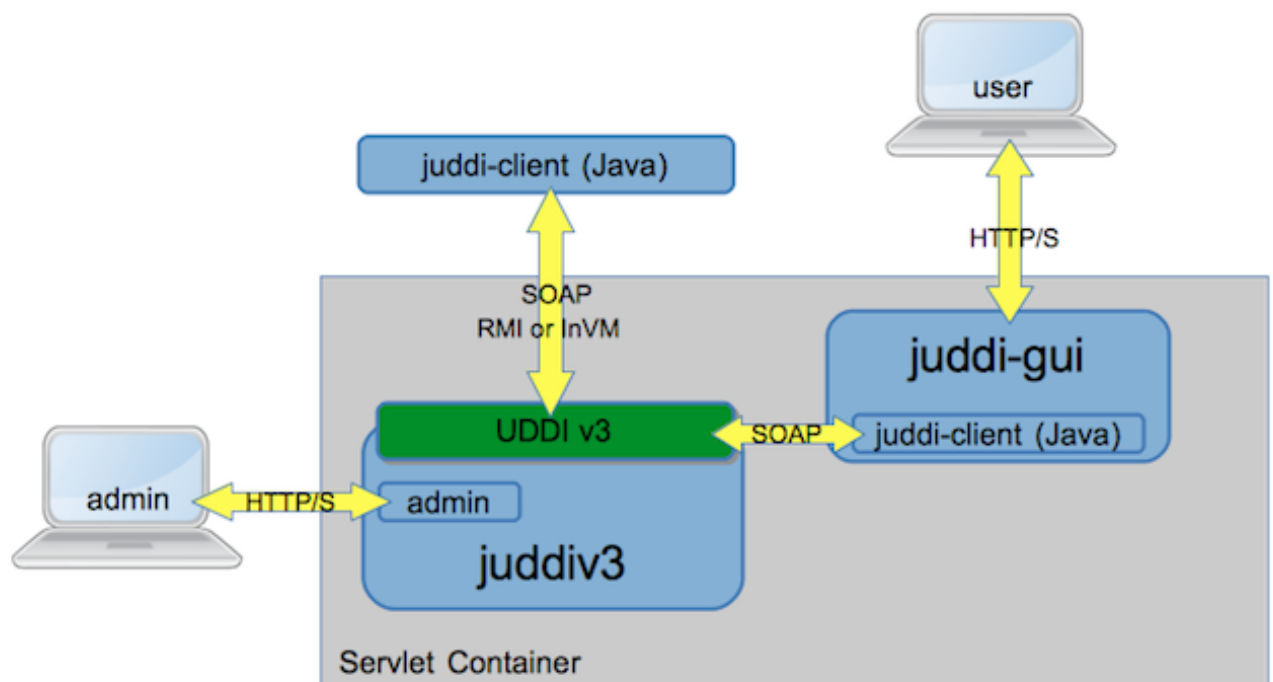 user
juddi-client (Java)
HTTP/S
SOAP
RMI or InVM
juddi-gui
UDDI v3
SOAP
juddi-client (Java)
admin
HTTP/S
admin
juddiv3
Servlet Container